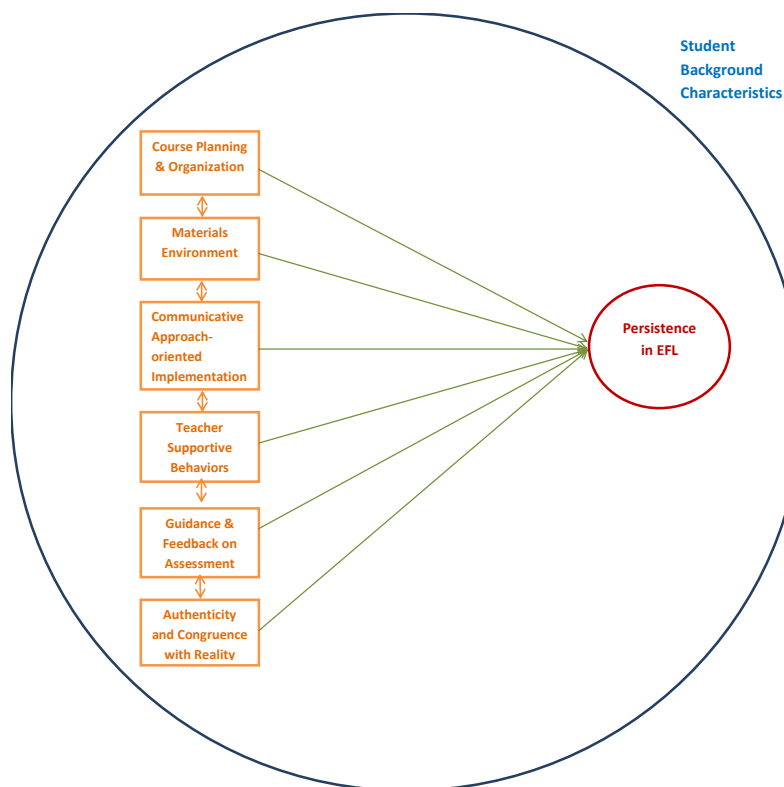 Student
Background
Characteristics
Course Planning
& Organization
Materials
Environment
Communicative
Approach-
oriented
Implementation
Persistence
in EFL
Teacher
Supportive
Behaviors
Guidance &
Feedback on
Assessment
Authenticity
and Congruence
with Reality